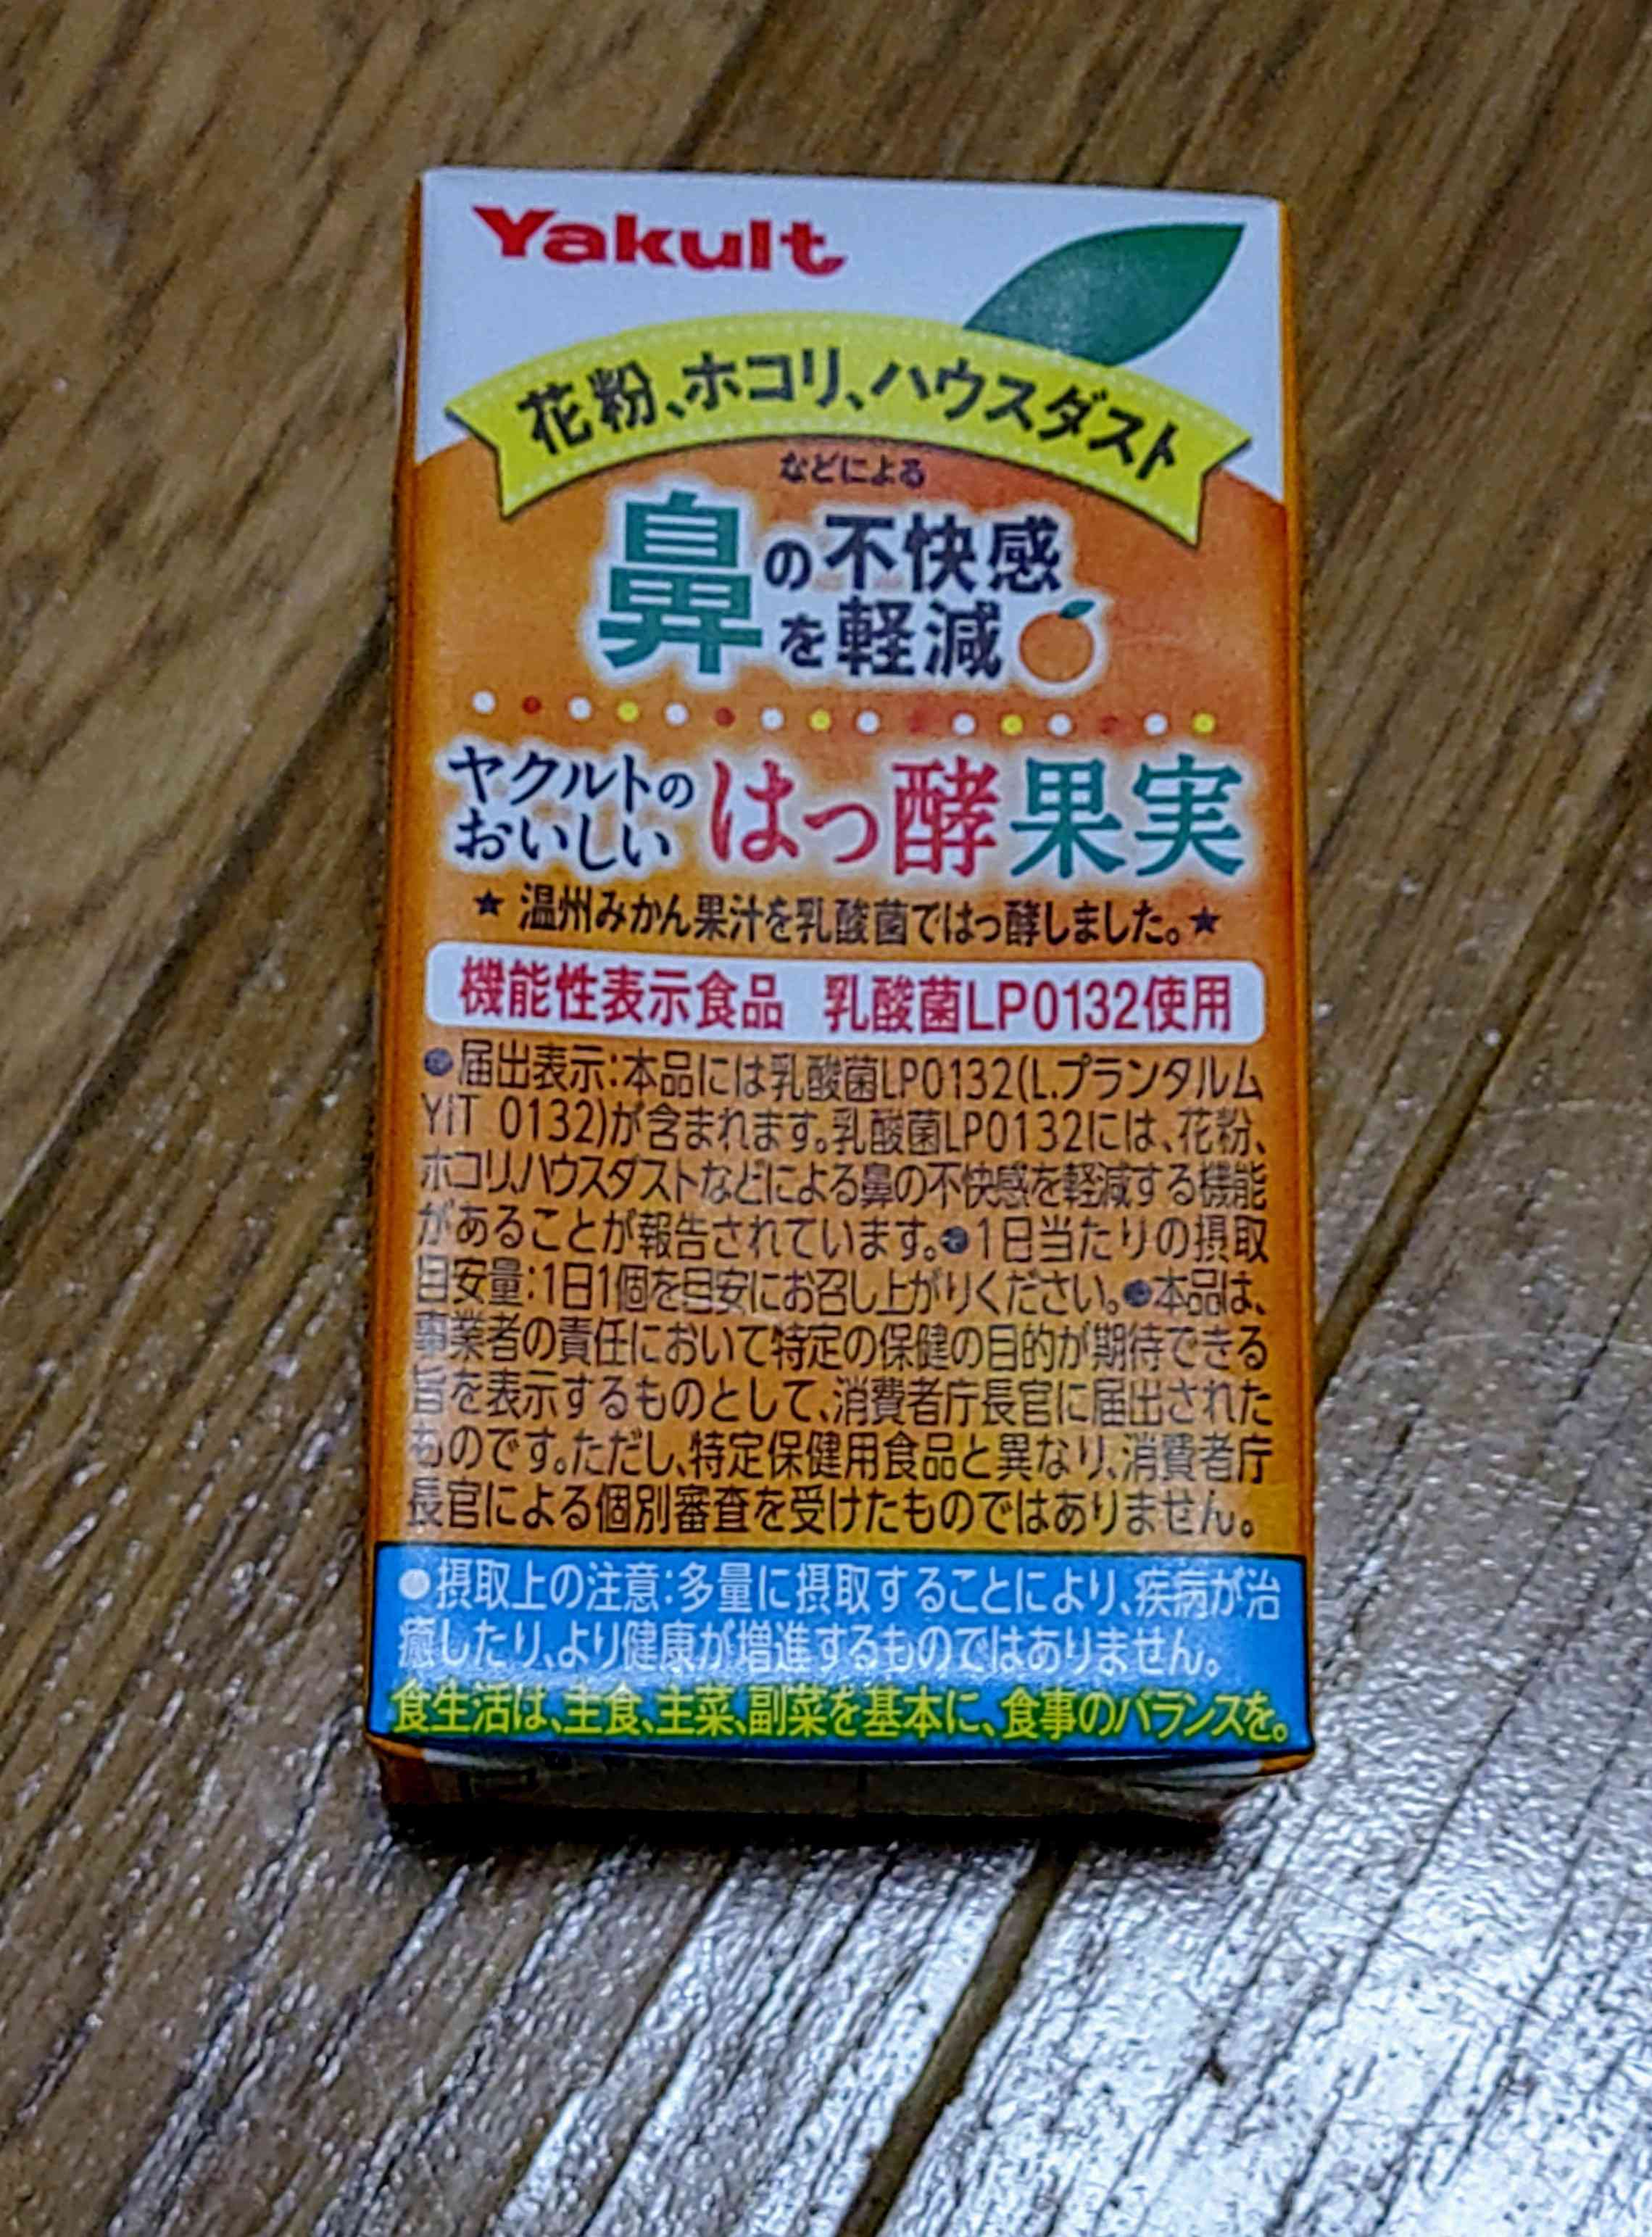 Yakult
花粉、ホコリ、ハウスダスト
などによる
鼻の不快感
を軽減
ヤクルトの
おいしい
はっ酵果実
★温州みかん果汁を乳酸菌ではっ酵しました。★
機能性表示食品 乳酸菌LP0132使用
●届出表示:本品には乳酸菌LP0132(L.プランタルム
YIT 0132)が含まれます。乳酸菌LP0132には、花粉、
ホコリ、ハウスダストなどによる鼻の不快感を軽減する機能
があることが報告されています。●1日当たりの摂取
目安量:1日1個を目安にお召し上がりください。●本品は、
事業者の責任において特定の保健の目的が期待できる
旨を表示するものとして、消費者庁長官に届出された
ものです。ただし、特定保健用食品と異なり、消費者庁
長官による個別審査を受けたものではありません。
●摂取上の注意:多量に摂取することにより、疾病が治
癒したり、より健康が増進するものではありません。
食生活は、主食、主菜、副菜を基本に、食事のバランスを。